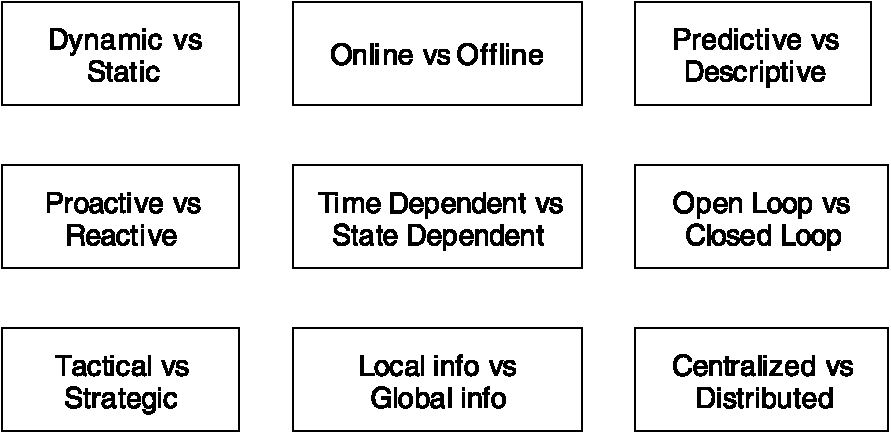 Dynamic vs
Static
Online vs Offline
Predictive vs
Descriptive
Proactive vs
Reactive
Time Dependent vs
State Dependent
Open Loop vs
Closed Loop
Tactical vs
Strategic
Local info vs
Global info
Centralized vs
Distributed